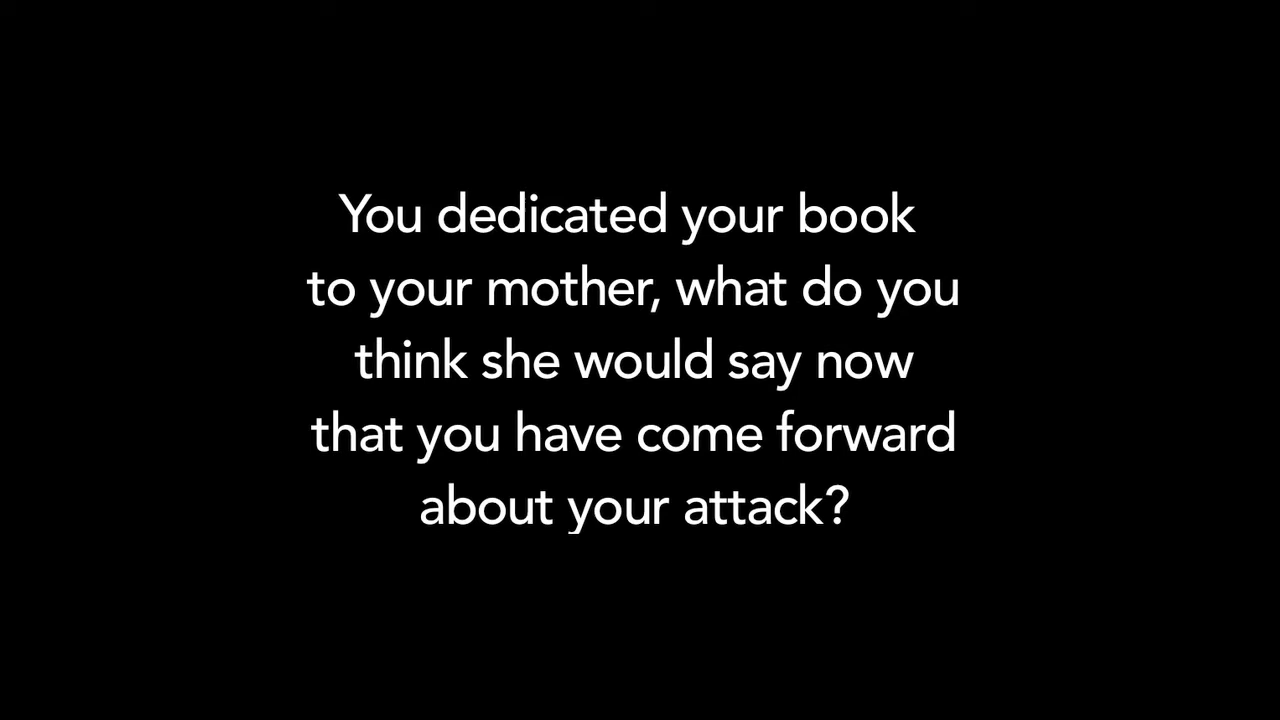 You dedicated your book
to your mother, what do you
think she would say now
that you have come forward
about your attack?